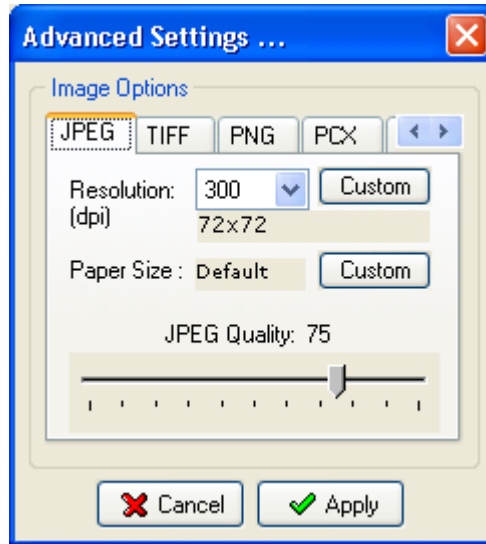 Advanced Settings ...
Image Options
JPEG TIFF PNG PCX
Resolution: 300 Custom
(dpi) 72x72
Paper Size : Default Custom
JPEG Quality: 75
Cancel Apply